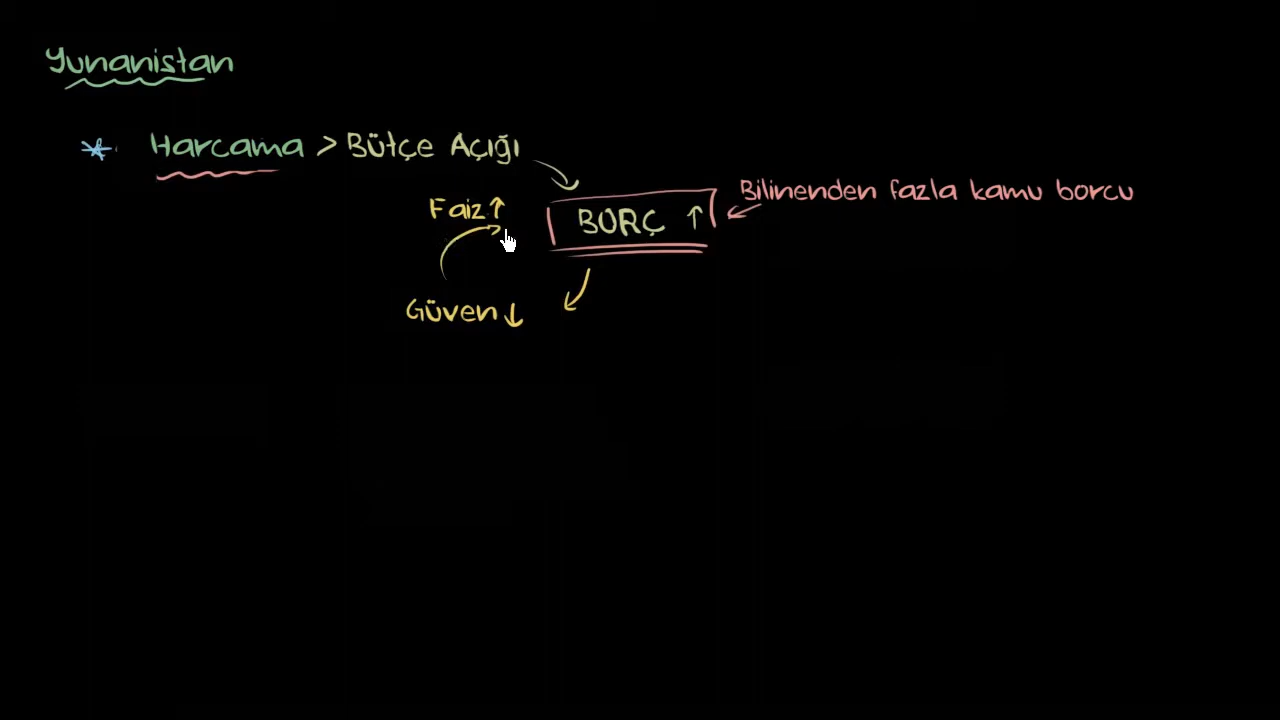 Yunanistan
* Harcama > Bütçe Açığı
Bilinenden fazla kamu borcu
Faiz ↑
BORÇ ↑
Güven ↓